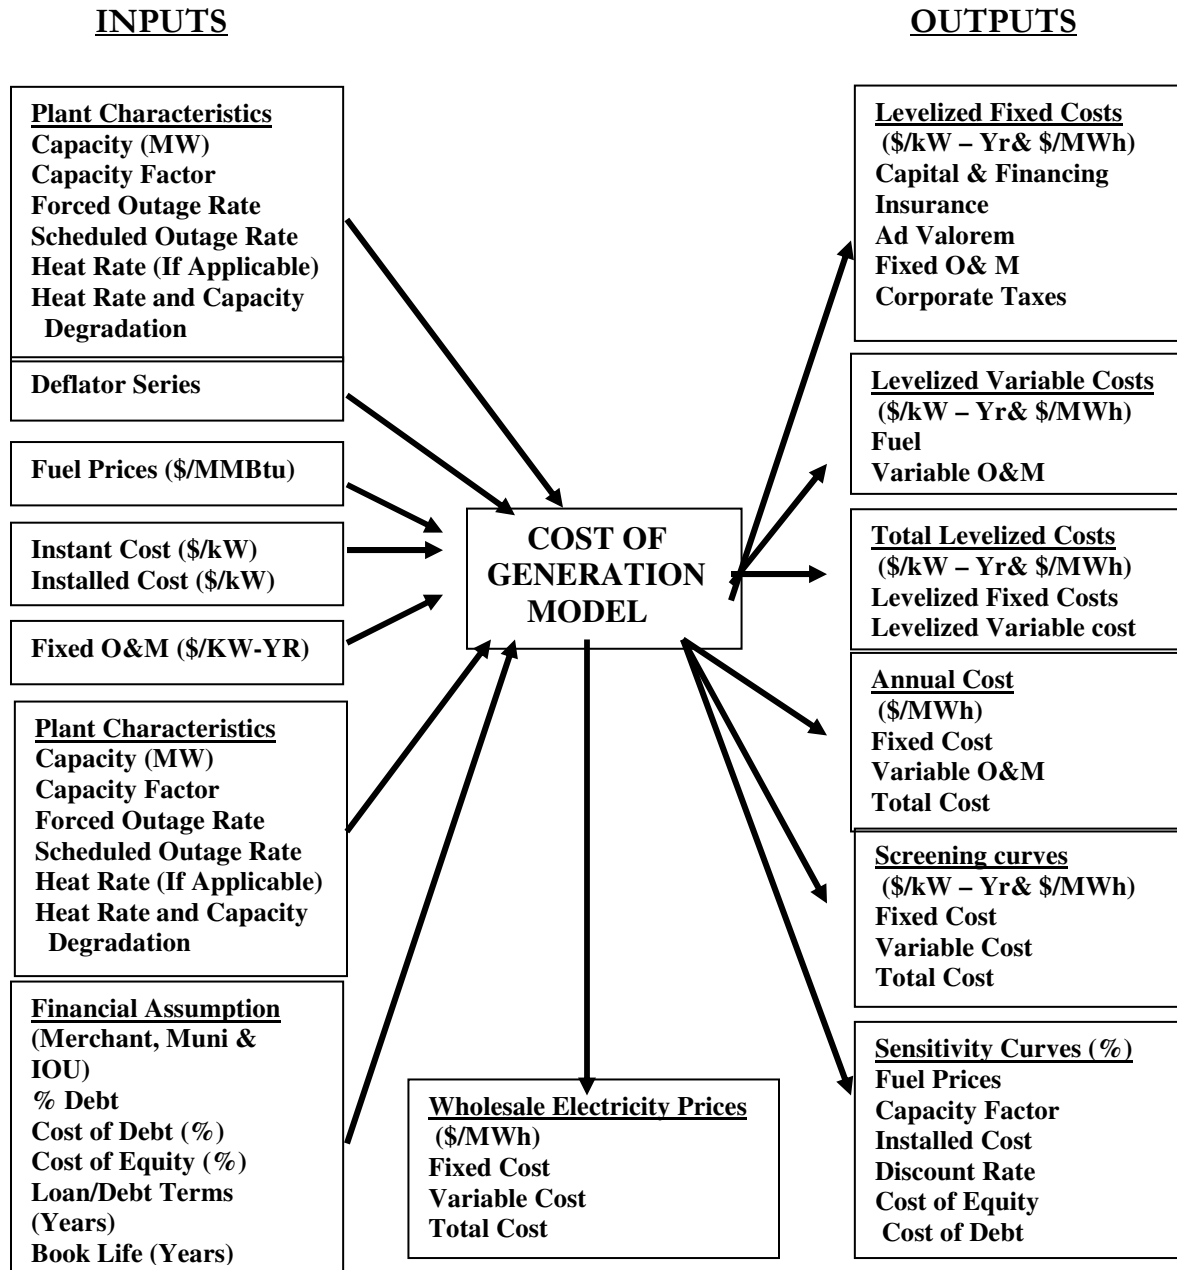 INPUTS
OUTPUTS
Plant Characteristics
Capacity (MW)
Capacity Factor
Forced Outage Rate
Scheduled Outage Rate
Heat Rate (If Applicable)
Heat Rate and Capacity
Degradation
Deflator Series
Fuel Prices ($/MMBtu)
Instant Cost ($/kW)
Installed Cost ($/kW)
Fixed O&M ($/KW-YR)
Plant Characteristics
Capacity (MW)
Capacity Factor
Forced Outage Rate
Scheduled Outage Rate
Heat Rate (If Applicable)
Heat Rate and Capacity
Degradation
Financial Assumption
(Merchant, Muni &
IOU)
% Debt
Cost of Debt (%)
Cost of Equity (%)
Loan/Debt Terms
(Years)
Book Life (Years)
COST OF
GENERATION
MODEL
Wholesale Electricity Prices
($/MWh)
Fixed Cost
Variable Cost
Total Cost
Levelized Fixed Costs
($/kW – Yr& $/MWh)
Capital & Financing
Insurance
Ad Valorem
Fixed O& M
Corporate Taxes
Levelized Variable Costs
($/kW – Yr& $/MWh)
Fuel
Variable O&M
Total Levelized Costs
($/kW – Yr& $/MWh)
Levelized Fixed Costs
Levelized Variable cost
Annual Cost
($/MWh)
Fixed Cost
Variable O&M
Total Cost
Screening curves
($/kW – Yr& $/MWh)
Fixed Cost
Variable Cost
Total Cost
Sensitivity Curves (%)
Fuel Prices
Capacity Factor
Installed Cost
Discount Rate
Cost of Equity
Cost of Debt